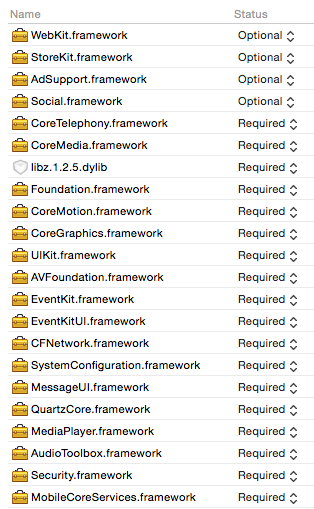 Name Status
WebKit.framework Optional
StoreKit.framework Optional
AdSupport.framework Optional
Social.framework Optional
CoreTelephony.framework Required
CoreMedia.framework Required
libz.1.2.5.dylib Required
Foundation.framework Required
CoreMotion.framework Required
CoreGraphics.framework Required
UIKit.framework Required
AVFoundation.framework Required
EventKit.framework Required
EventKitUI.framework Required
CFNetwork.framework Required
SystemConfiguration.framework Required
MessageUI.framework Required
QuartzCore.framework Required
MediaPlayer.framework Required
AudioToolbox.framework Required
Security.framework Required
MobileCoreServices.framework Required